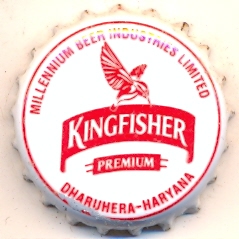 MILLENNIUM BEER INDUSTRIES LIMITED
KINGFISHER
PREMIUM
DHARUHERA-HARYANA